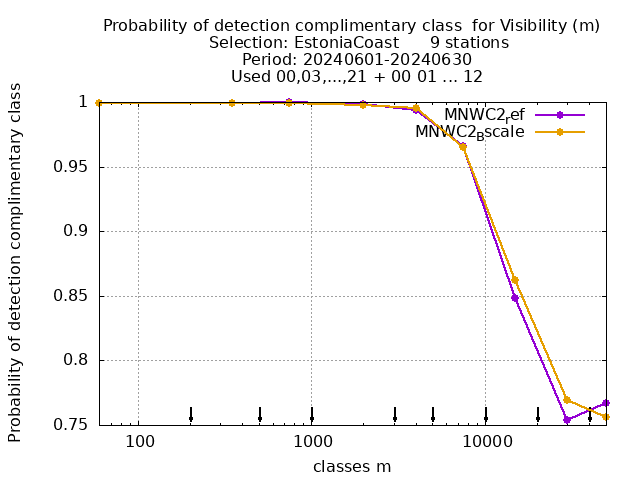 Probability of detection complimentary class  for Visibility (m)
Selection: EstoniaCoast      9 stations
Period: 20240601-20240630
Used 00,03,...,21 + 00 01 ... 12
Probability of detection complimentary class
1
0.95
0.9
0.85
0.8
0.75
MNWC2_ref
MNWC2_Bscale
100
1000
10000
classes m